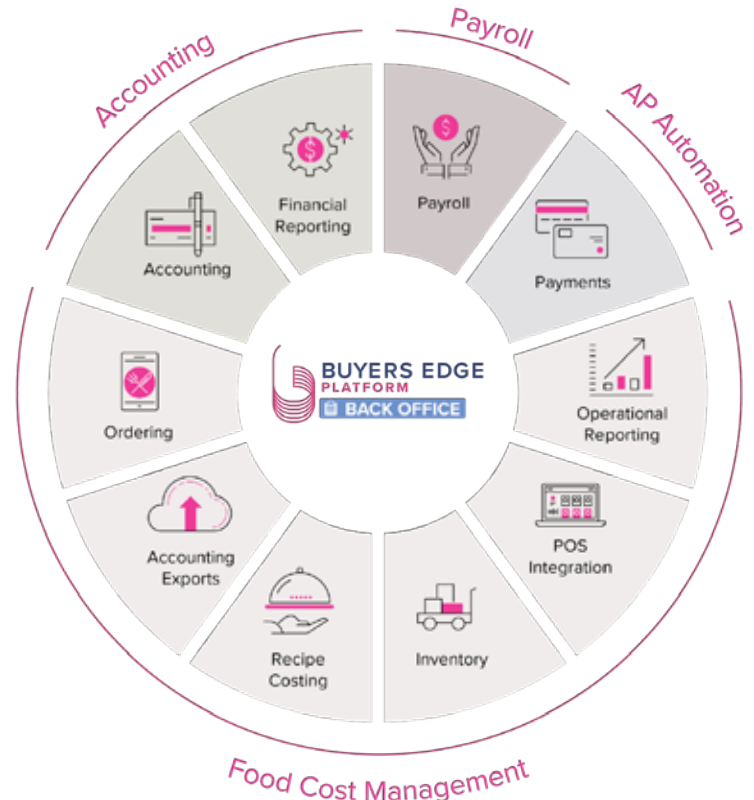 Accounting
Payroll
AP Automation
Financial
Reporting
Payroll
Accounting
Payments
BUYERS EDGE
PLATFORM
BACK OFFICE
Ordering
Operational
Reporting
Accounting
Exports
POS
Integration
Recipe
Costing
Inventory
Food Cost Management